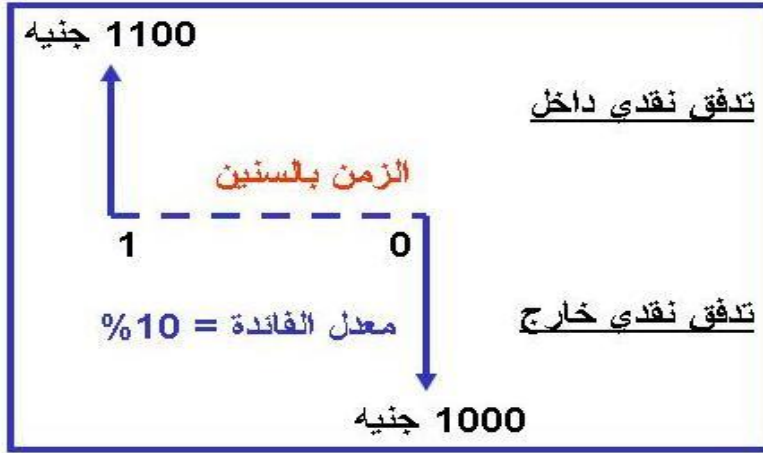 1100 جنيه
تدفق نقدي داخل
الزمن بالسنين
0
1
تدفق نقدي خارج
معدل الفائدة = 10%
1000 جنيه